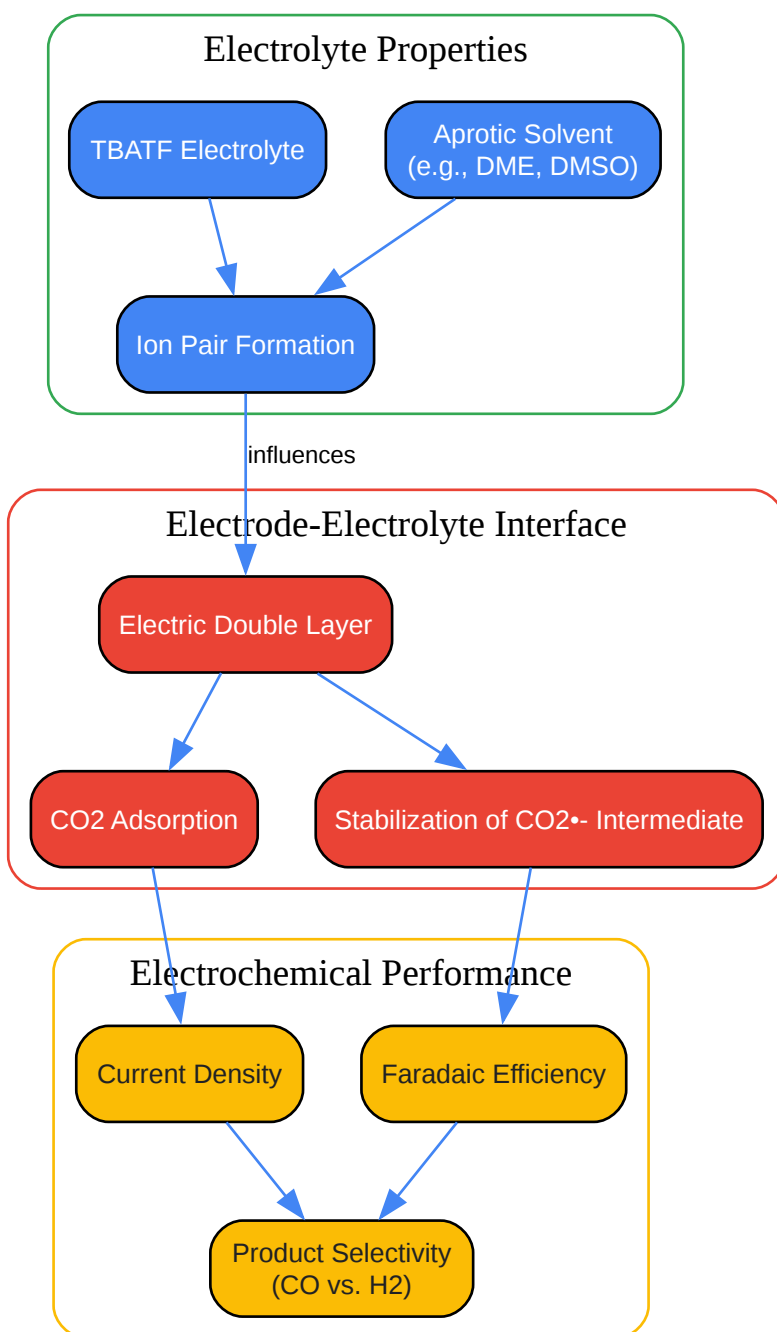 Electrolyte Properties
TBATF Electrolyte
Aprotic Solvent
(e.g., DME, DMSO)
Ion Pair Formation
influences
Electrode-Electrolyte Interface
Electric Double Layer
CO2 Adsorption
Stabilization of CO2•- Intermediate
Electrochemical Performance
Current Density
Faradaic Efficiency
Product Selectivity
(CO vs. H2)